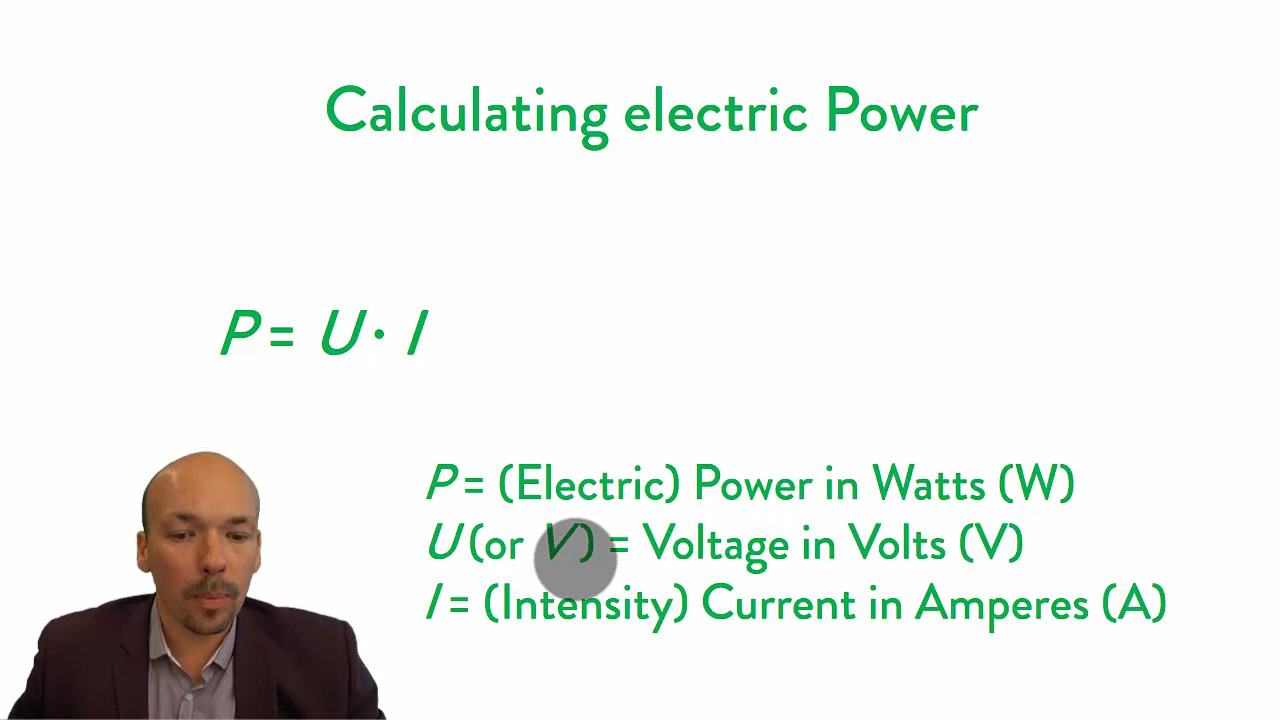 Calculating electric Power
P = U · I
P = (Electric) Power in Watts (W)
U (or V) = Voltage in Volts (V)
I = (Intensity) Current in Amperes (A)